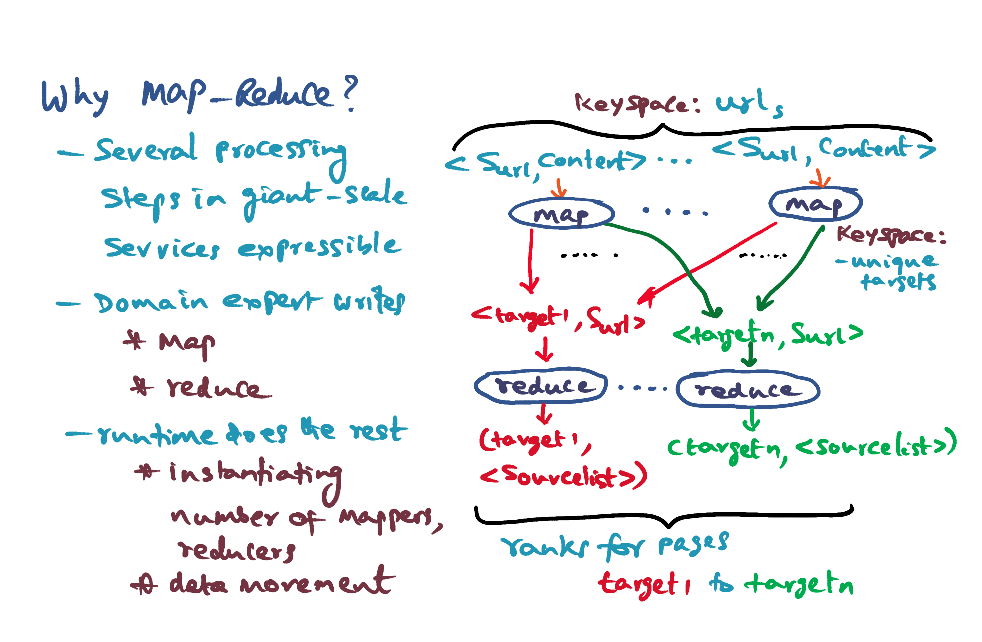 Why Map-Reduce?
- Several processing
Steps in giant-scale
Services expressible
- Domain expert writes
* Map
* reduce
- runtime does the rest
* instantiating
number of Mappers,
reducers
* data movement
Keyspace: urls
<Surl, Content> ... <Surl, Content>
map ..... map
Keyspace:
- unique
targets
<target1, Surl>
<targetn, Surl>
reduce ..... reduce
(target1,
<Sourcelist>)
(targetn, <sourcelist>)
ranks for pages
target1 to targetn